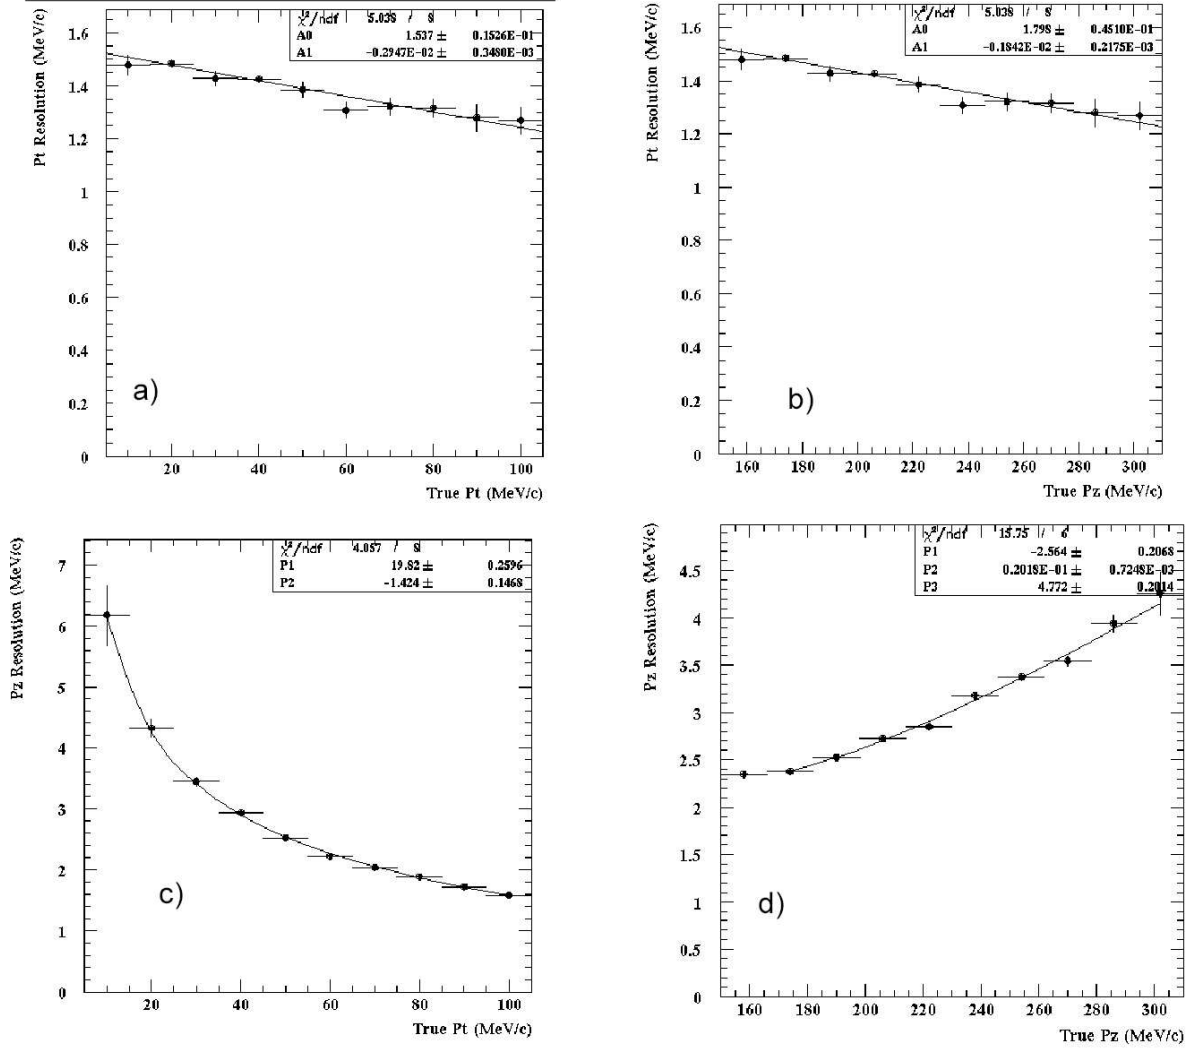 χ²/ndf 5.038 / 8
A0 1.537 ± 0.1526E-01
A1 -0.2947E-02 ± 0.3480E-03
Pt Resolution (MeV/c)
1.6
1.4
1.2
1
0.8
0.6
0.4
0.2
0
a)
20 40 60 80 100
True Pt (MeV/c)
χ²/ndf 5.038 / 8
A0 1.798 ± 0.4510E-01
A1 -0.1842E-02 ± 0.2175E-03
Pt Resolution (MeV/c)
1.6
1.4
1.2
1
0.8
0.6
0.4
0.2
0
b)
160 180 200 220 240 260 280 300
True Pz (MeV/c)
χ²/ndf 4.057 / 8
P1 19.82 ± 0.2596
P2 -1.424 ± 0.1468
Pz Resolution (MeV/c)
7
6
5
4
3
2
1
0
c)
20 40 60 80 100
True Pt (MeV/c)
χ²/ndf 15.75 / 6
P1 -2.564 ± 0.2068
P2 0.2018E-01 ± 0.7248E-03
P3 4.772 ± 0.2014
Pz Resolution (MeV/c)
4.5
4
3.5
3
2.5
2
1.5
1
0.5
0
d)
160 180 200 220 240 260 280 300
True Pz (MeV/c)